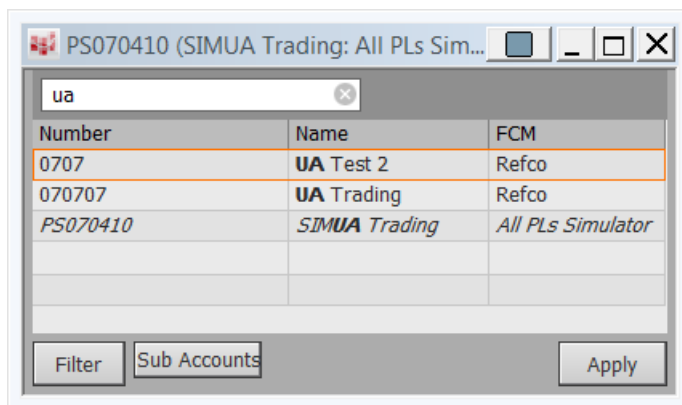 PS070410 (SIMUA Trading: All PLs Sim...
ua
Number Name FCM
0707 UA Test 2 Refco
070707 UA Trading Refco
PS070410 SIMUA Trading All PLs Simulator
Filter Sub Accounts Apply